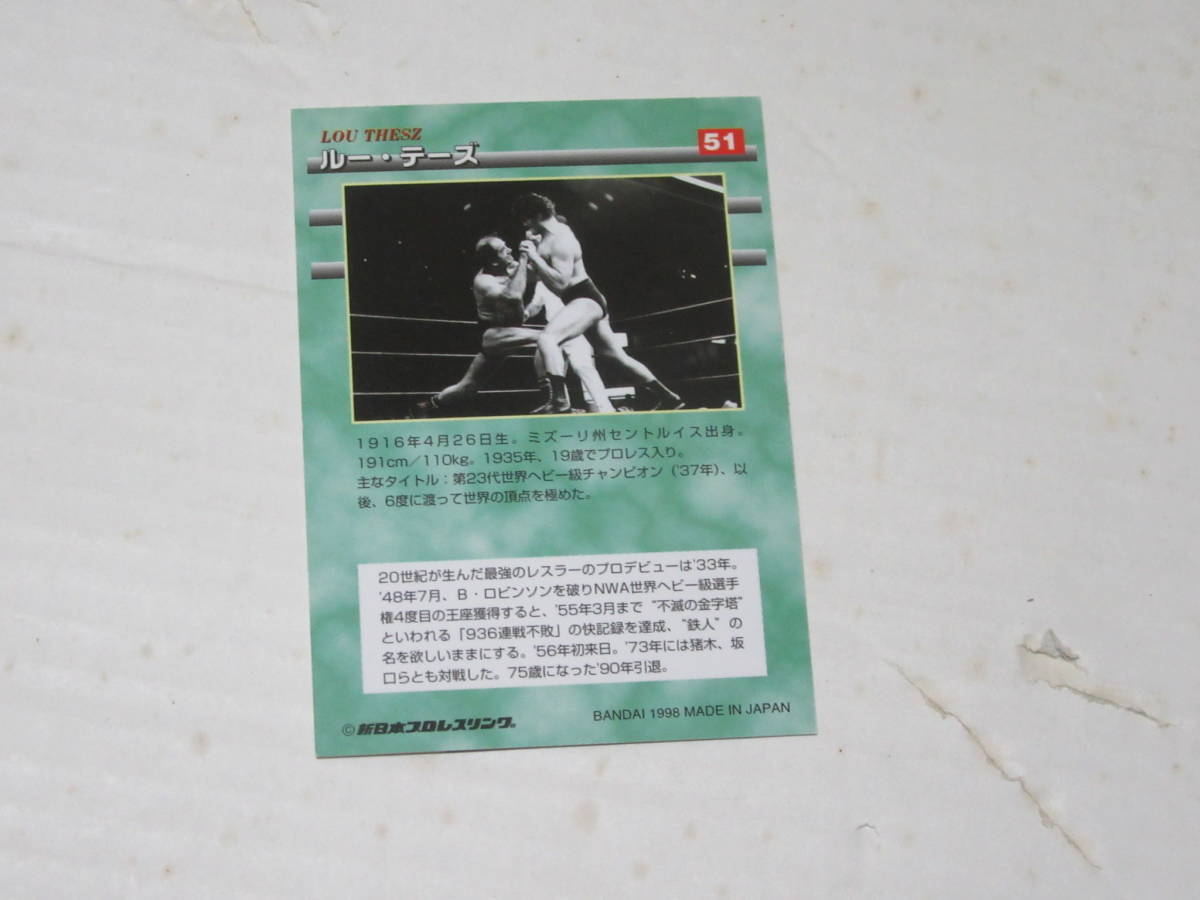 LOU THESZ
ルー・テーズ
51
1916年4月26日生。ミズーリ州セントルイス出身。
191cm/110kg。1935年、19歳でプロレス入り。
主なタイトル:第23代世界ヘビー級チャンピオン('37年)、以
後、6度に渡って世界の頂点を極めた。
20世紀が生んだ最強のレスラーのプロデビューは'33年。
'48年7月、B・ロビンソンを破りNWA世界ヘビー級選手
権4度目の王座獲得すると、'55年3月まで“不滅の金字塔”
といわれる「936連戦不敗」の快記録を達成、“鉄人”の
名を欲しいままにする。'56年初来日。'73年には猪木、坂
口らとも対戦した。75歳になった'90年引退。
©新日本プロレスリング®
BANDAI 1998 MADE IN JAPAN